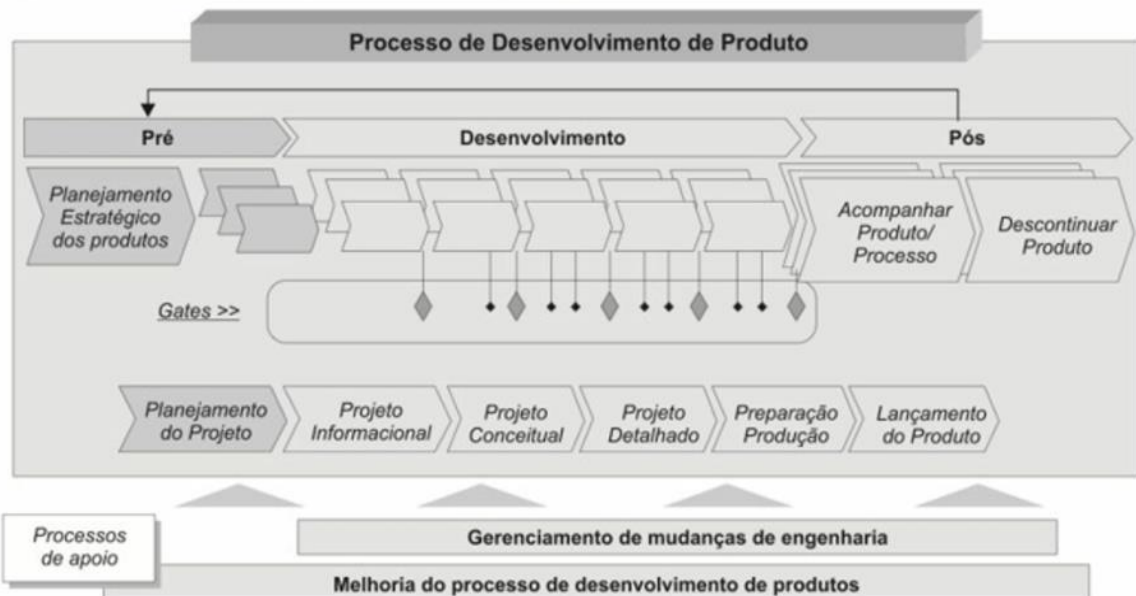 Processo de Desenvolvimento de Produto
Pré
Desenvolvimento
Pós
Planejamento
Estratégico
dos produtos
Acompanhar
Produto/
Processo
Descontinuar
Produto
Gates >>
Planejamento
do Projeto
Projeto
Informacional
Projeto
Conceitual
Projeto
Detalhado
Preparação
Produção
Lançamento
do Produto
Processos
de apoio
Gerenciamento de mudanças de engenharia
Melhoria do processo de desenvolvimento de produtos